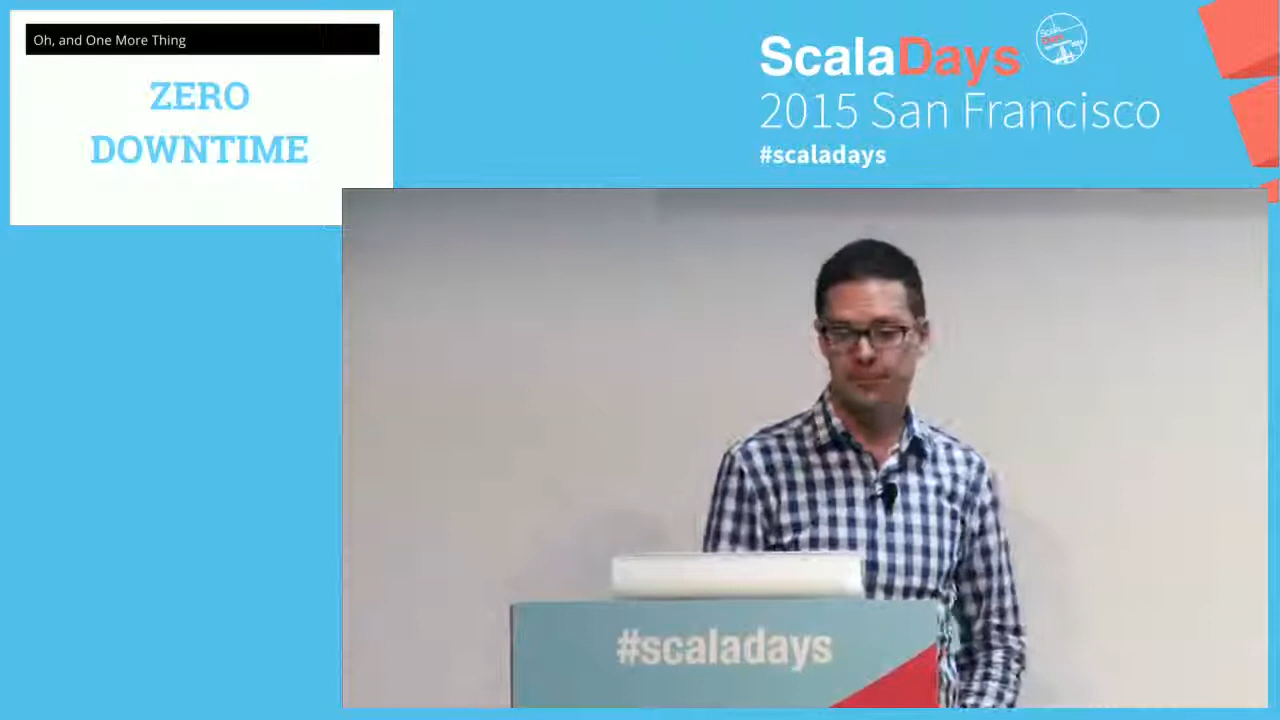 Oh, and One More Thing
ZERO
DOWNTIME
ScalaDays
2015 San Francisco
#scaladays
#scaladays